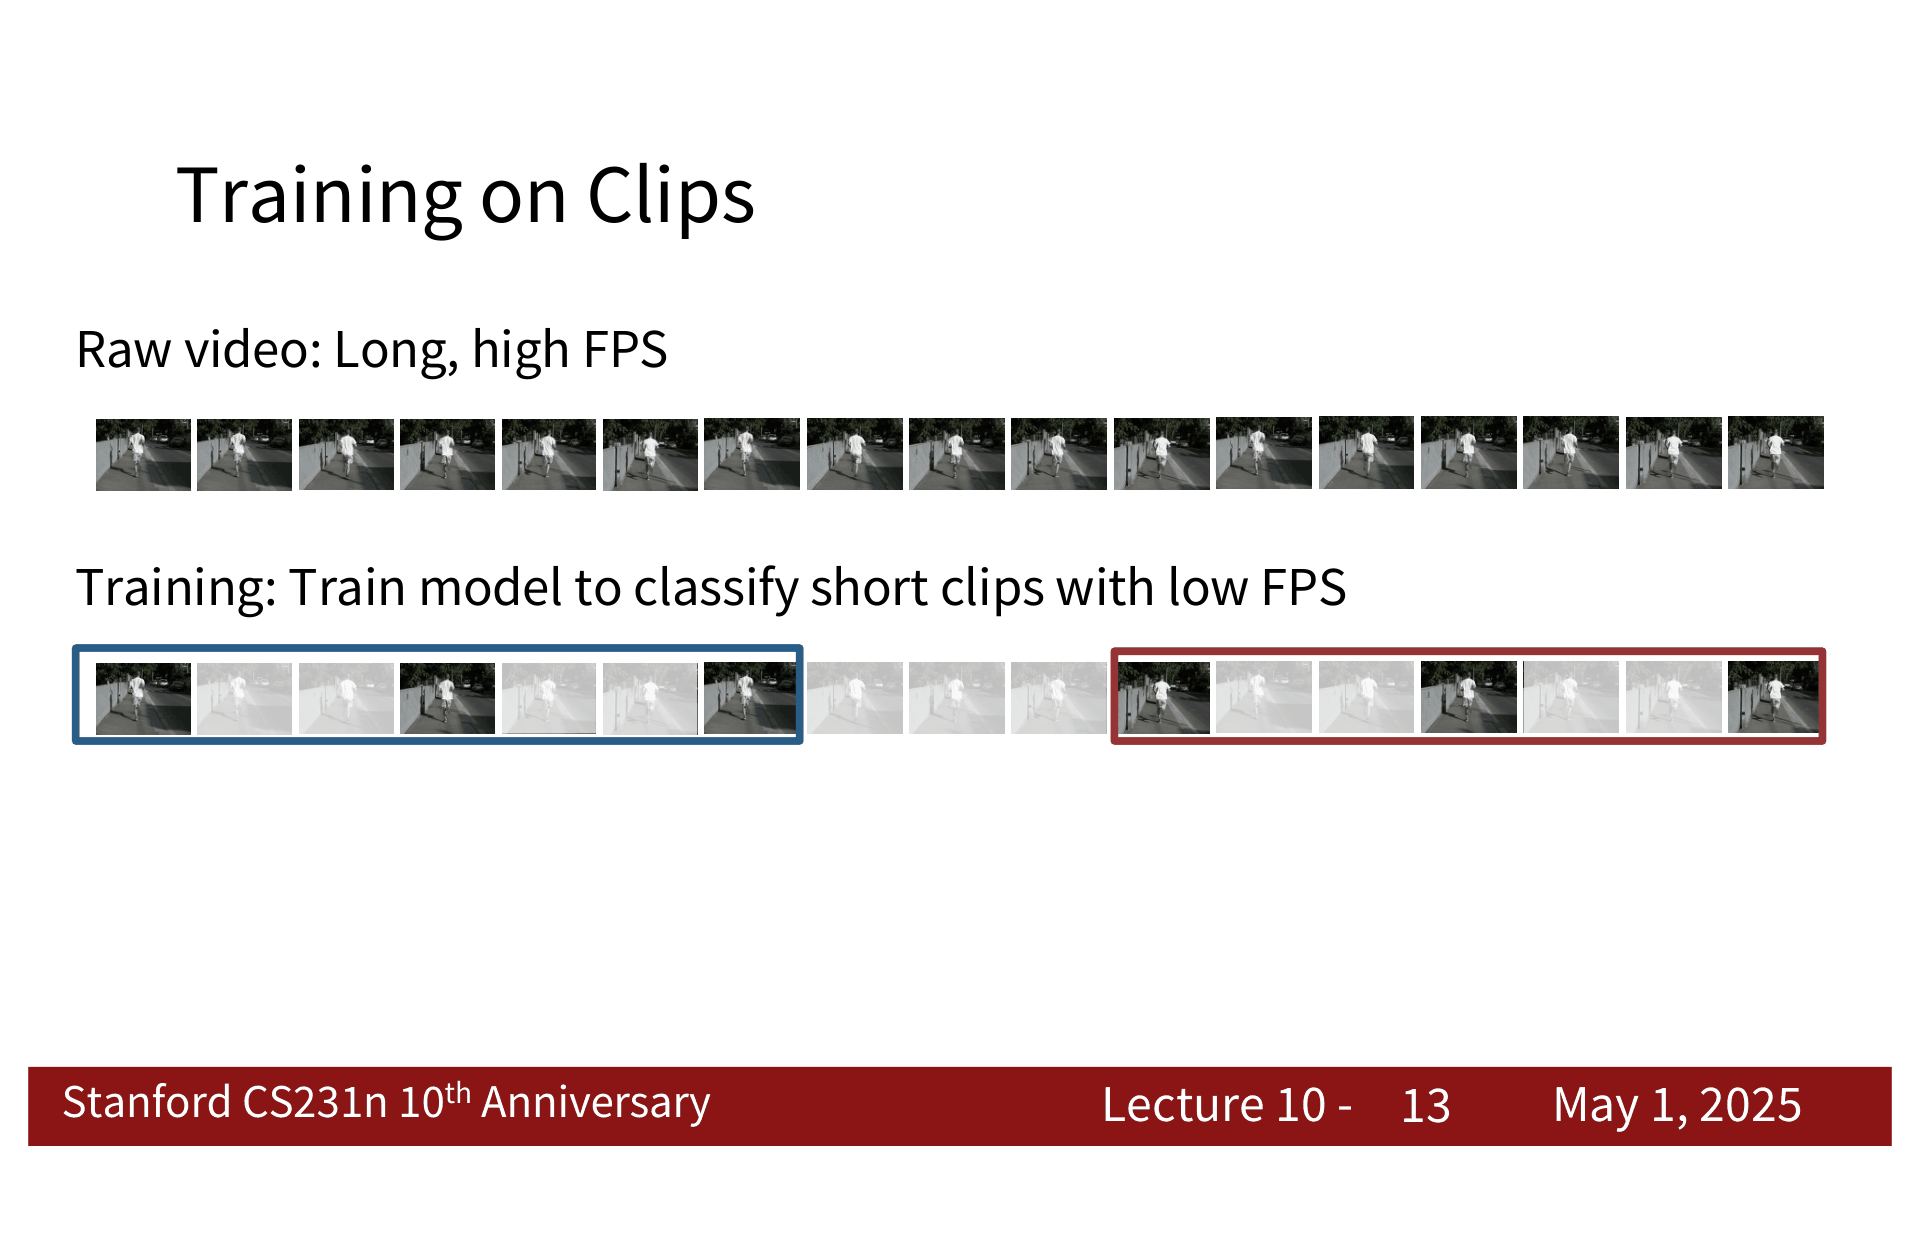 Training on Clips
Raw video: Long, high FPS
Training: Train model to classify short clips with low FPS
Stanford CS231n 10th Anniversary
Lecture 10 - 13
May 1, 2025